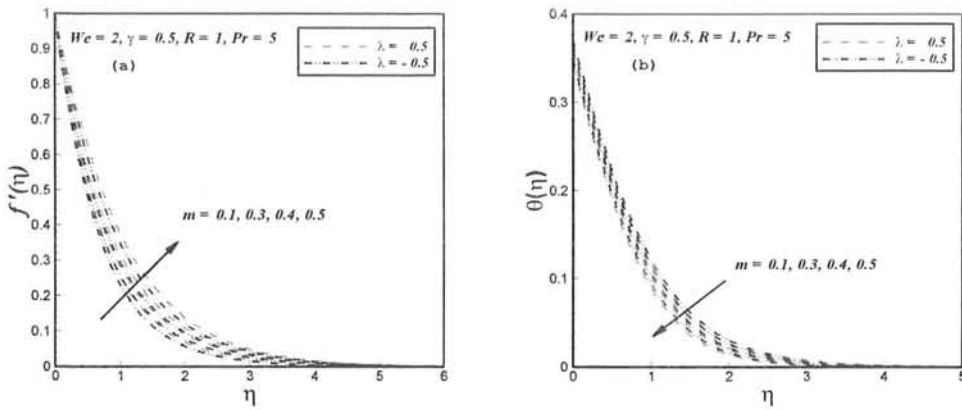 We = 2, γ = 0.5, R = 1, Pr = 5
(a)
λ = 0.5
λ = - 0.5
m = 0.1, 0.3, 0.4, 0.5
f'(η)
1
0.9
0.8
0.7
0.6
0.5
0.4
0.3
0.2
0.1
0
0 1 2 3 4 5 6
η
We = 2, γ = 0.5, R = 1, Pr = 5
(b)
λ = 0.5
λ = - 0.5
m = 0.1, 0.3, 0.4, 0.5
θ(η)
0.4
0.3
0.2
0.1
0
0 1 2 3 4 5
η